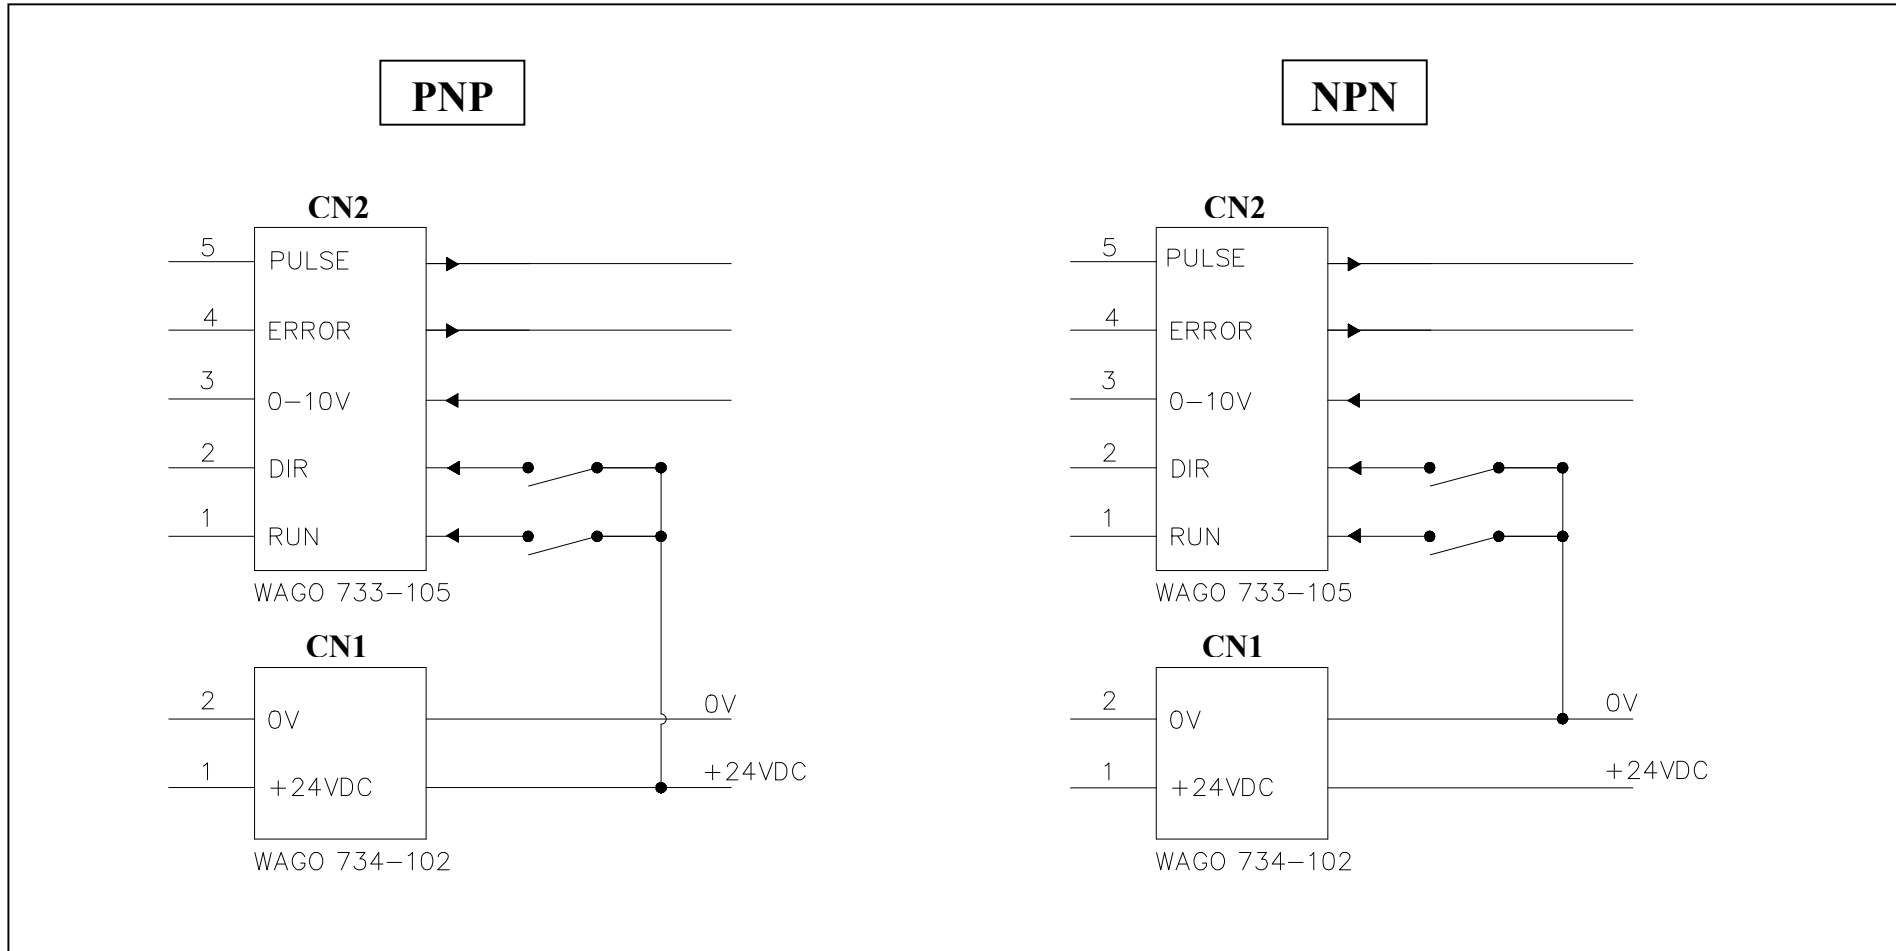 PNP
CN2
5 PULSE
4 ERROR
3 0-10V
2 DIR
1 RUN
WAGO 733-105
CN1
2 0V 0V
1 +24VDC +24VDC
WAGO 734-102
NPN
CN2
5 PULSE
4 ERROR
3 0-10V
2 DIR
1 RUN
WAGO 733-105
CN1
2 0V 0V
1 +24VDC +24VDC
WAGO 734-102